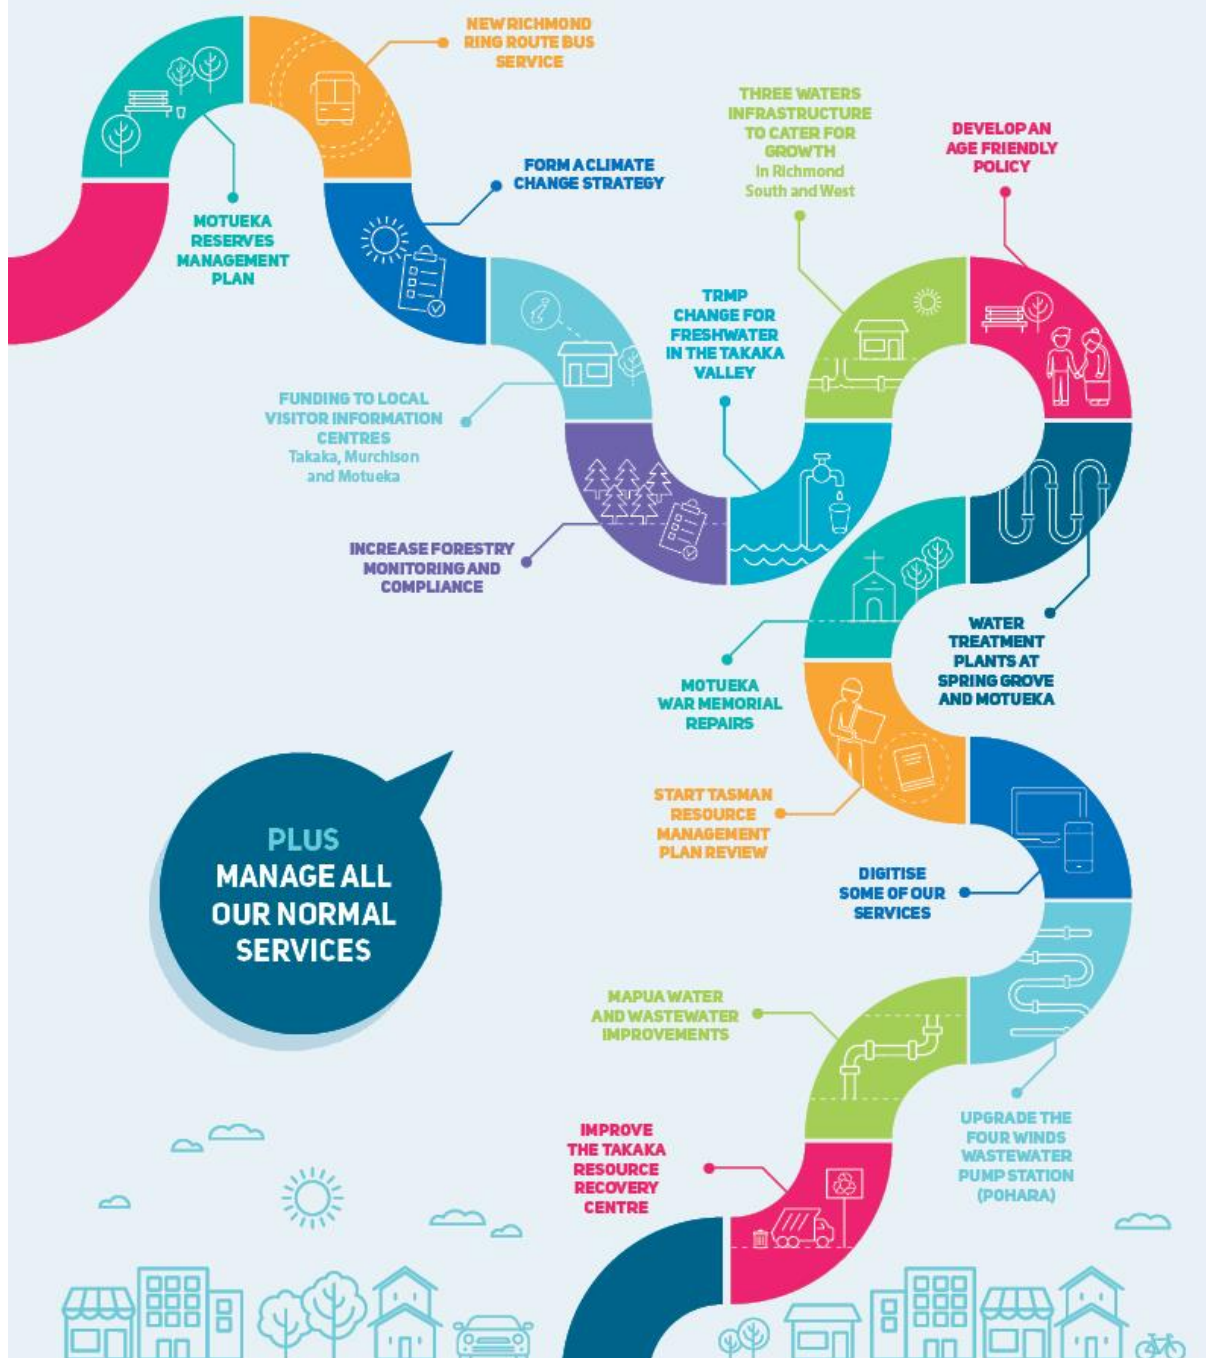 NEW RICHMOND
RING ROUTE BUS
SERVICE
MOTUEKA
RESERVES
MANAGEMENT
PLAN
FORM A CLIMATE
CHANGE STRATEGY
FUNDING TO LOCAL
VISITOR INFORMATION
CENTRES
Takaka, Murchison
and Motueka
INCREASE FORESTRY
MONITORING AND
COMPLIANCE
TRMP
CHANGE FOR
FRESHWATER
IN THE TAKAKA
VALLEY
THREE WATERS
INFRASTRUCTURE
TO CATER FOR
GROWTH
In Richmond
South and West
DEVELOP AN
AGE FRIENDLY
POLICY
WATER
TREATMENT
PLANTS AT
SPRING GROVE
AND MOTUEKA
MOTUEKA
WAR MEMORIAL
REPAIRS
START TASMAN
RESOURCE
MANAGEMENT
PLAN REVIEW
DIGITISE
SOME OF OUR
SERVICES
UPGRADE THE
FOUR WINDS
WASTEWATER
PUMP STATION
(POHARA)
MAPUA WATER
AND WASTEWATER
IMPROVEMENTS
IMPROVE
THE TAKAKA
RESOURCE
RECOVERY
CENTRE
PLUS
MANAGE ALL
OUR NORMAL
SERVICES